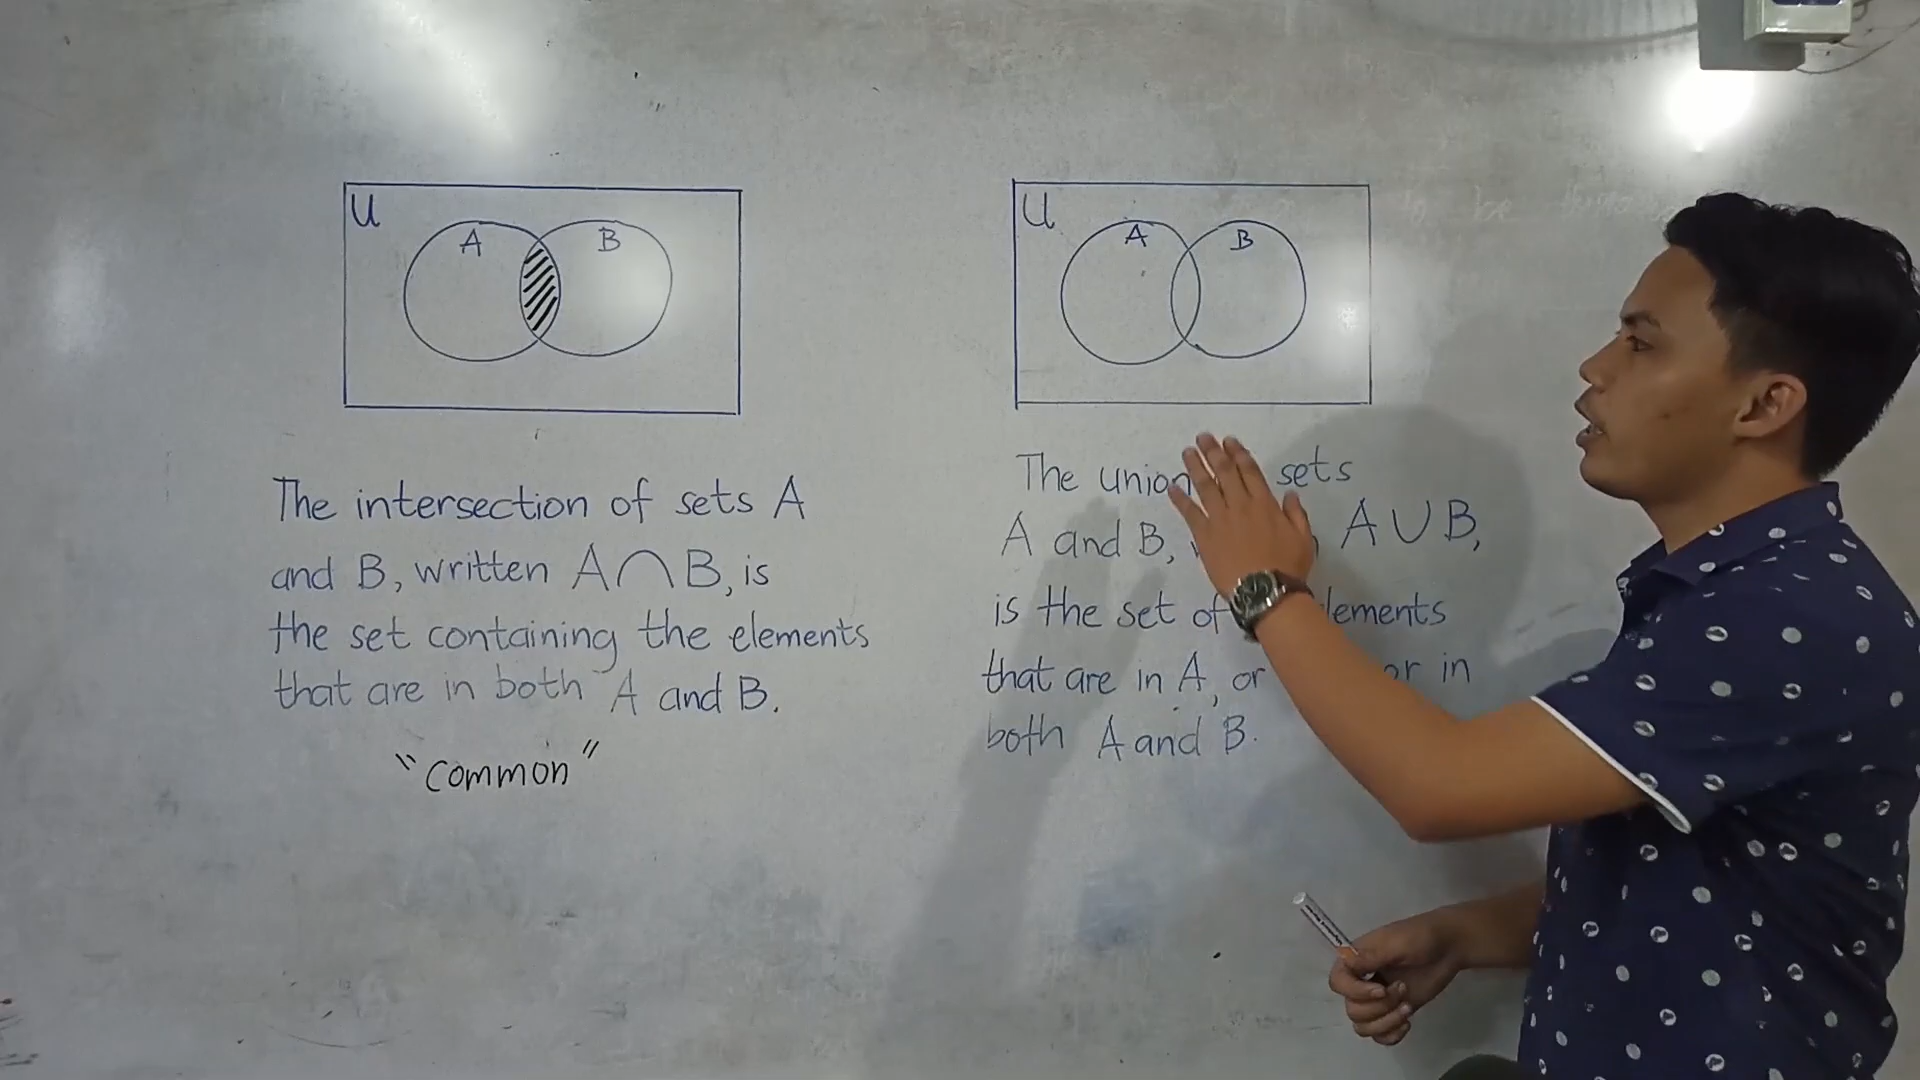 U
A B
The intersection of sets A
and B, written A∩B, is
the set containing the elements
that are in both A and B.
"common"
U
A B
The union sets
A and B, A∪B,
is the set of
that are in A, or or in
both A and B.